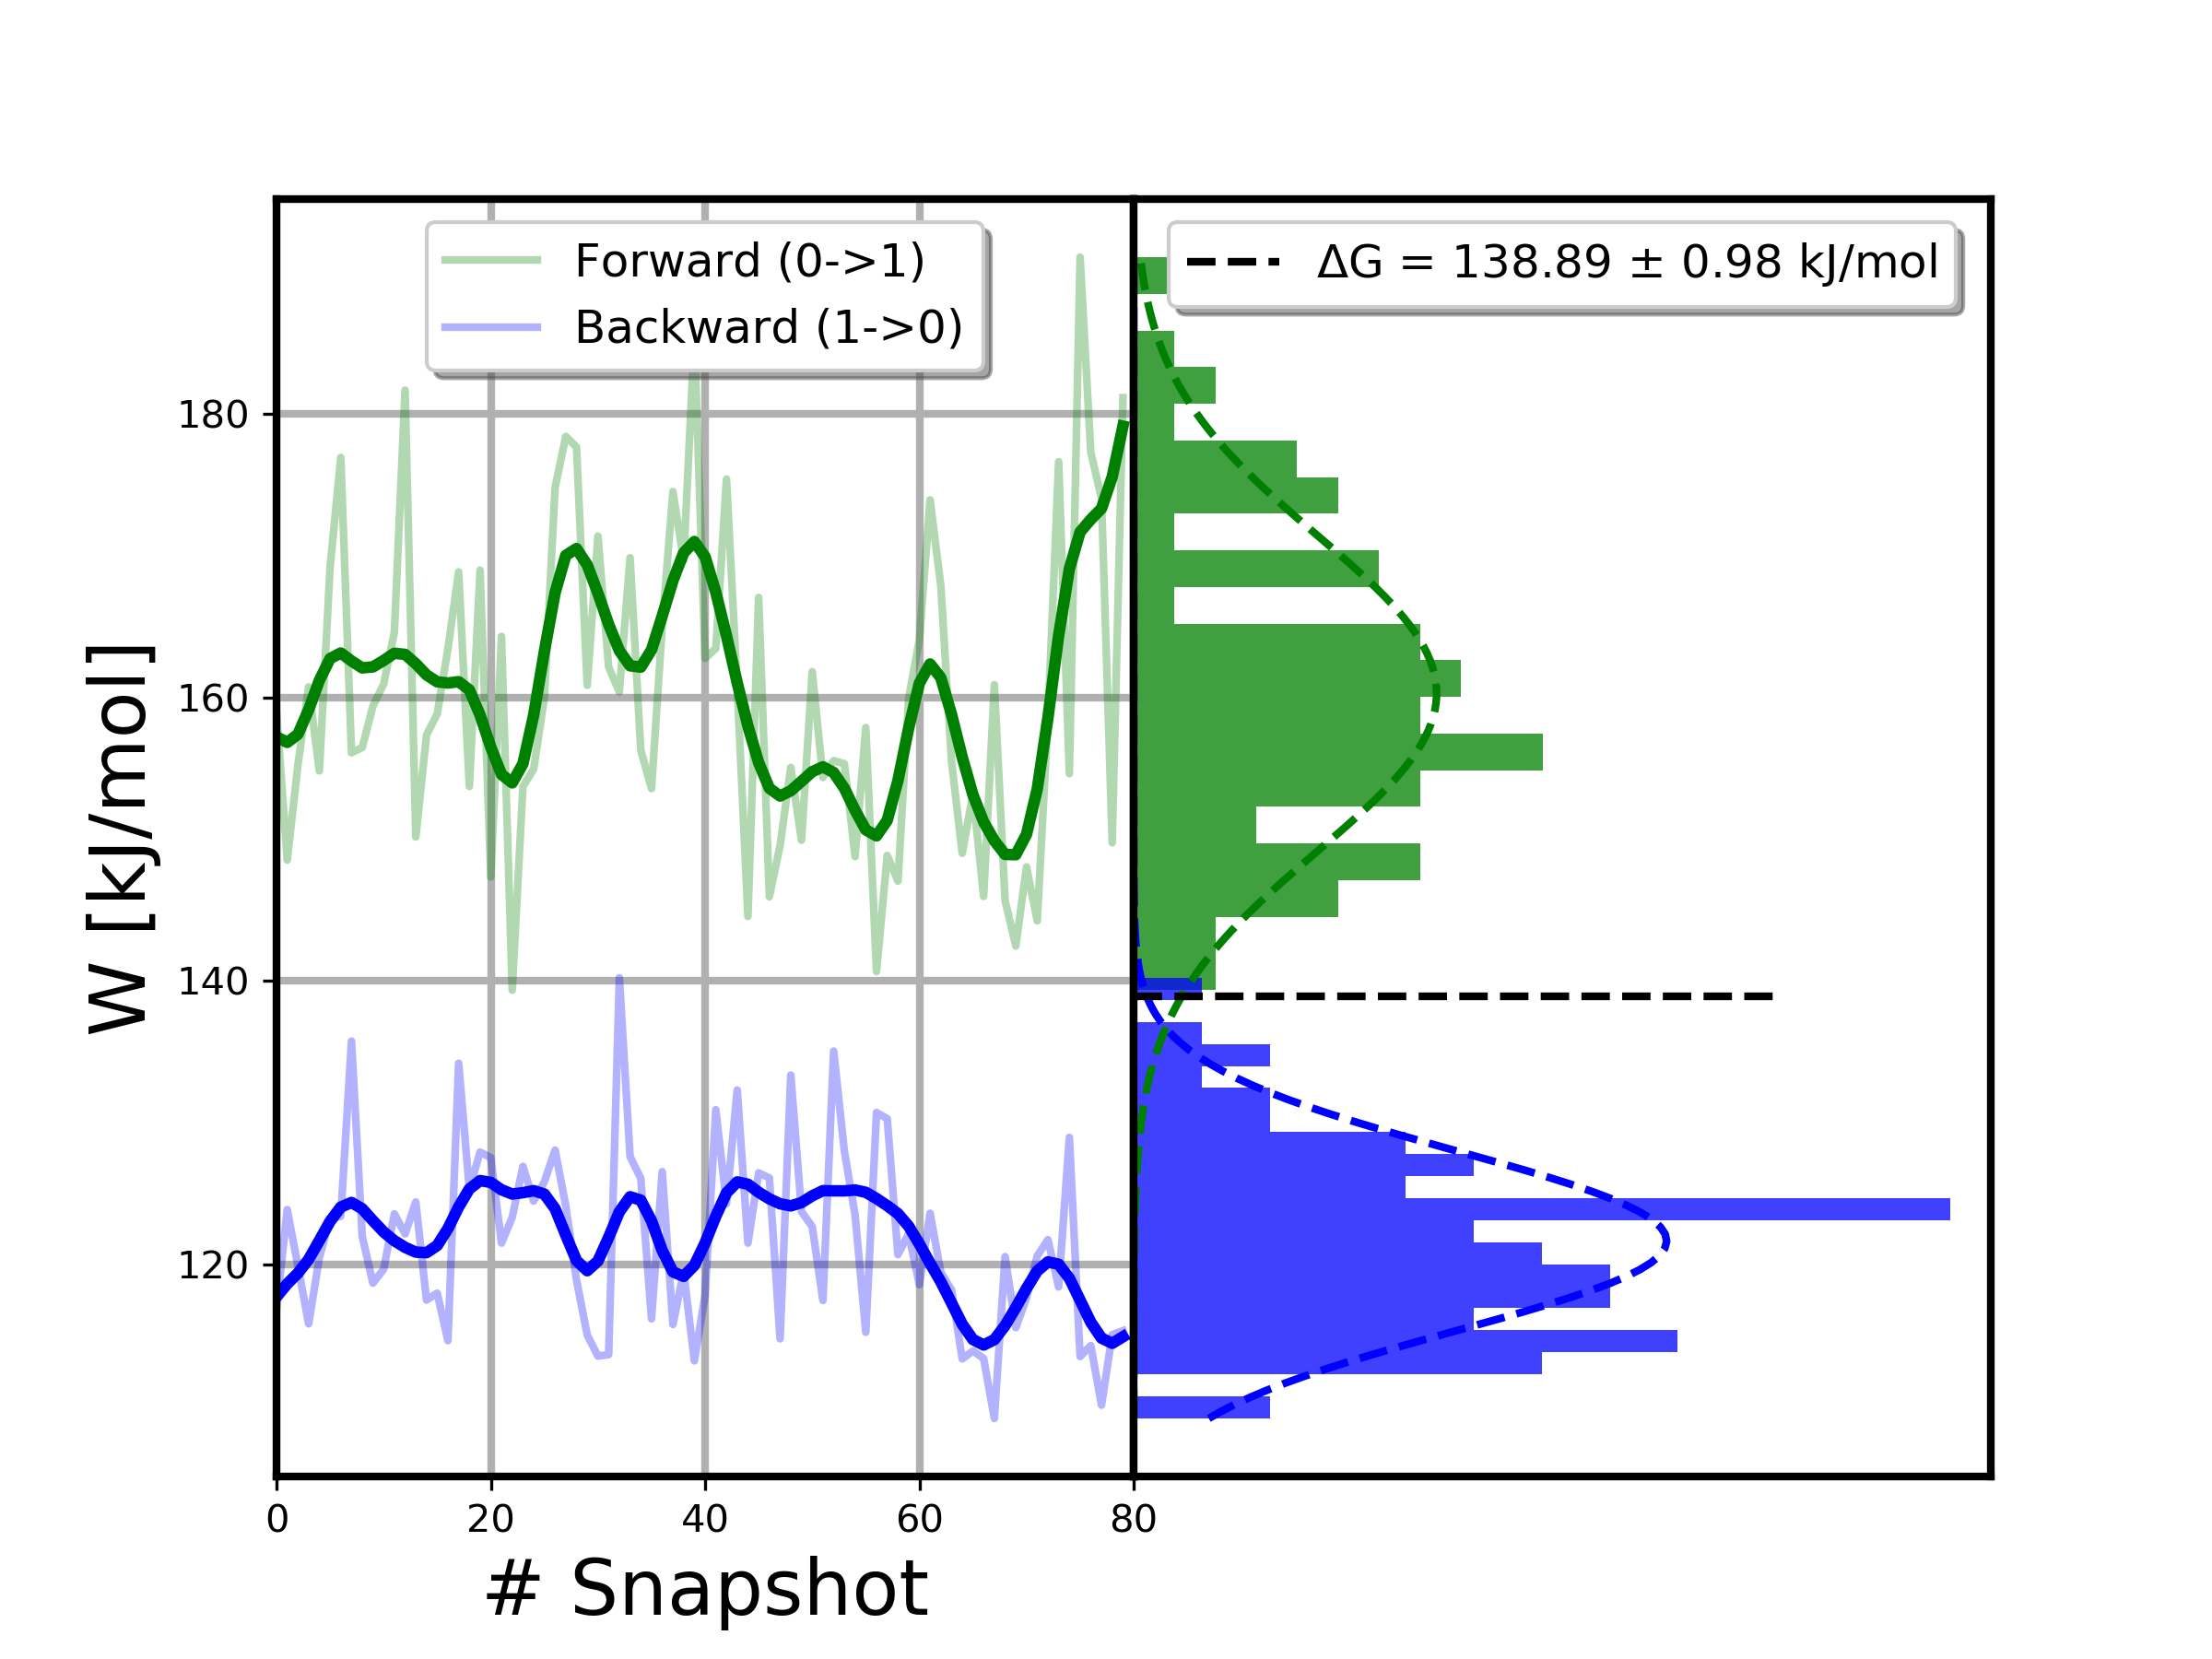 Forward (0->1)
Backward (1->0)
ΔG = 138.89 ± 0.98 kJ/mol
W [kJ/mol]
180
160
140
120
0 20 40 60 80
# Snapshot